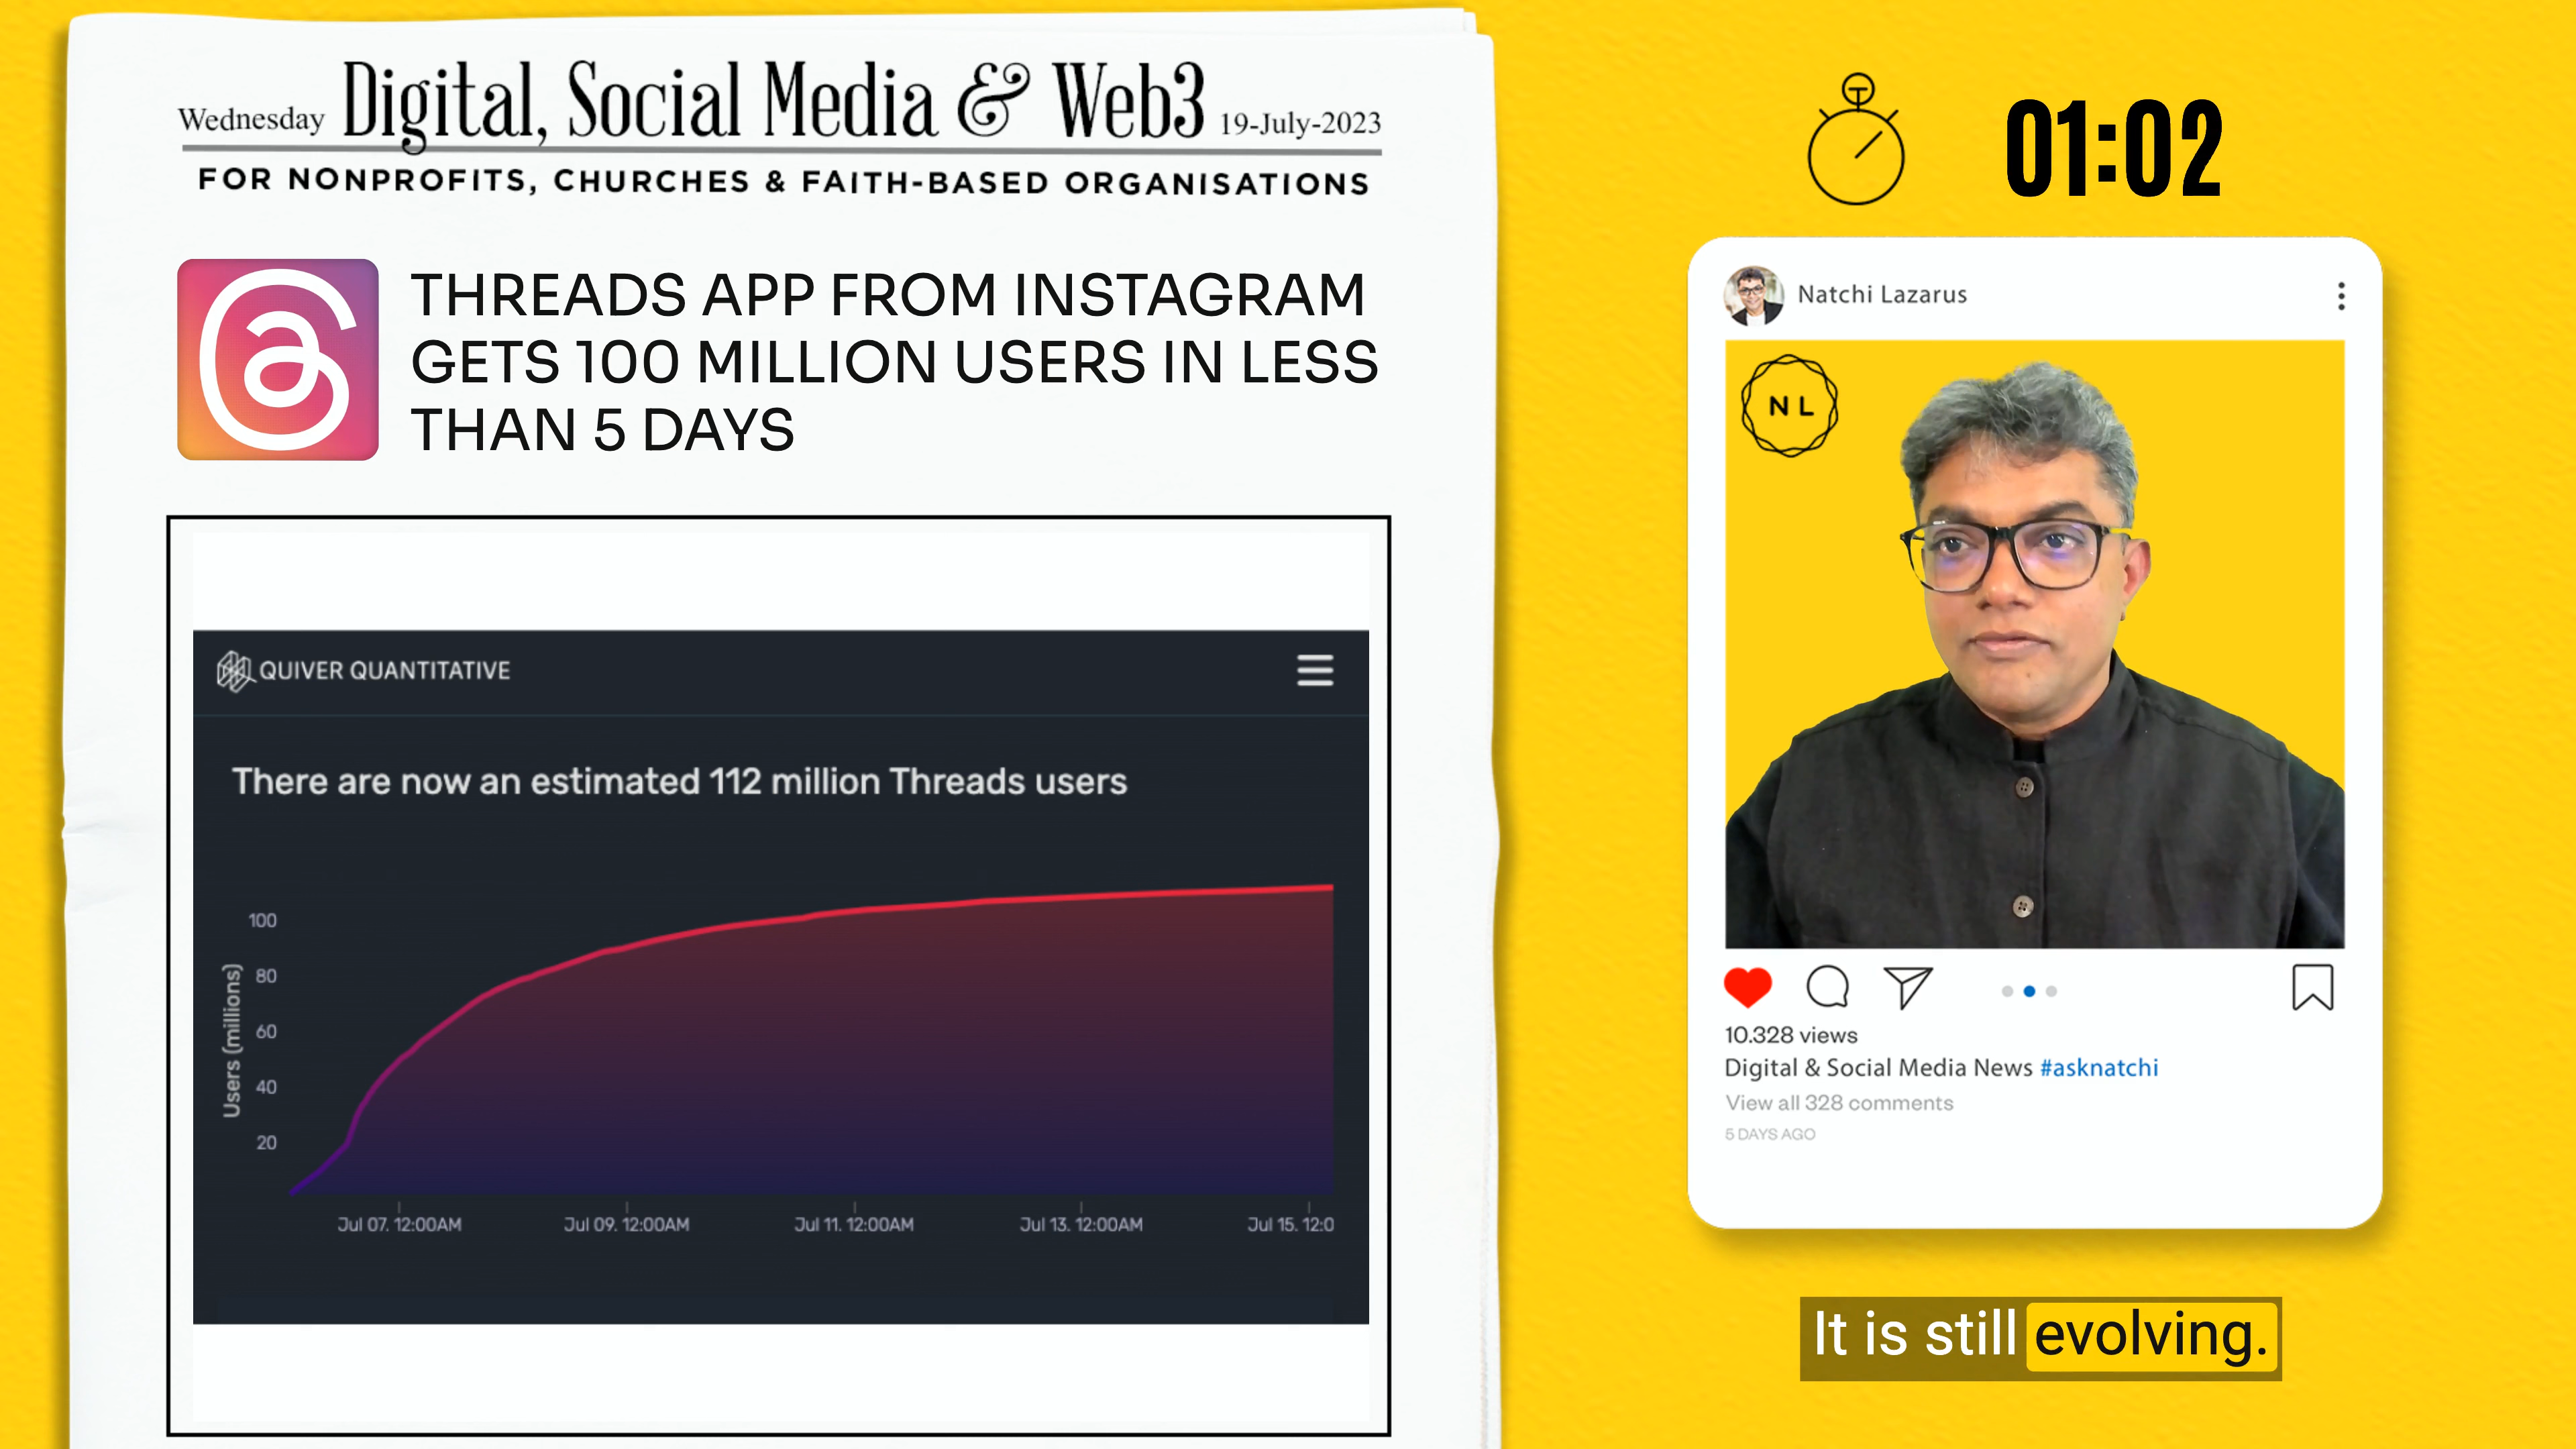 Wednesday Digital, Social Media & Web3 19-July-2023
FOR NONPROFITS, CHURCHES & FAITH-BASED ORGANISATIONS
THREADS APP FROM INSTAGRAM
GETS 100 MILLION USERS IN LESS
THAN 5 DAYS
QUIVER QUANTITATIVE
There are now an estimated 112 million Threads users
Users (millions)
100
80
60
40
20
Jul 07. 12:00AM Jul 09. 12:00AM Jul 11. 12:00AM Jul 13. 12:00AM Jul 15. 12:0
01:02
Natchi Lazarus
N L
10.328 views
Digital & Social Media News #asknatchi
View all 328 comments
5 DAYS AGO
It is still evolving.